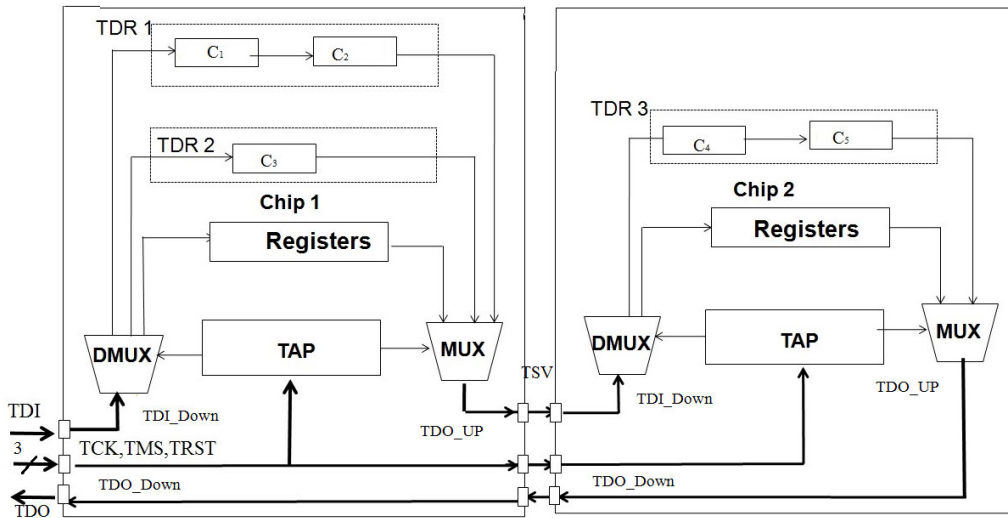 TDR 1
C₁
C₂
TDR 2
C₃
Chip 1
Registers
DMUX
TAP
MUX
TDI
TDI_Down
TDO_UP
3
TCK,TMS,TRST
TDO_Down
TDO
TSV
TDR 3
C₄
C₅
Chip 2
Registers
DMUX
TAP
MUX
TDI_Down
TDO_UP
TDO_Down